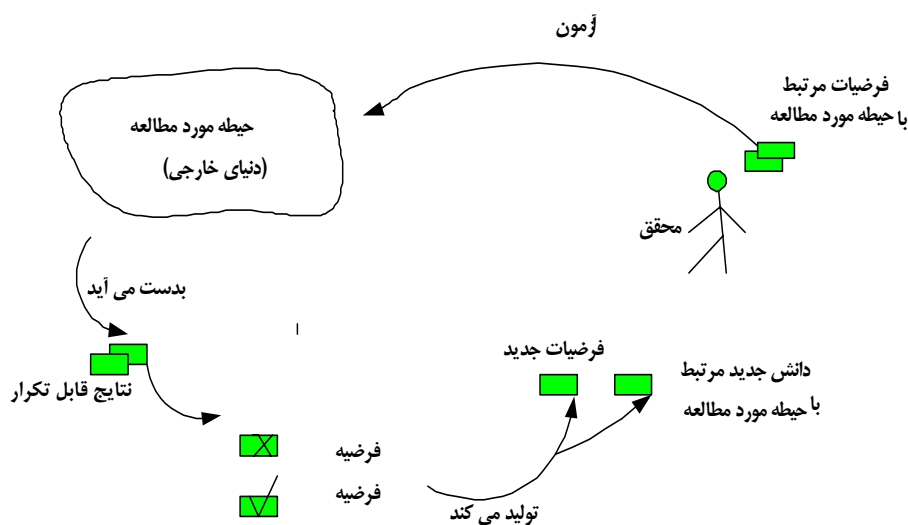 آزمون
فرضیات مرتبط
با حیطه مورد مطالعه
حیطه مورد مطالعه
(دنیای خارجی)
محقق
بدست می آید
نتایج قابل تکرار
فرضیات جدید
دانش جدید مرتبط
با حیطه مورد مطالعه
فرضیه
فرضیه
تولید می کند